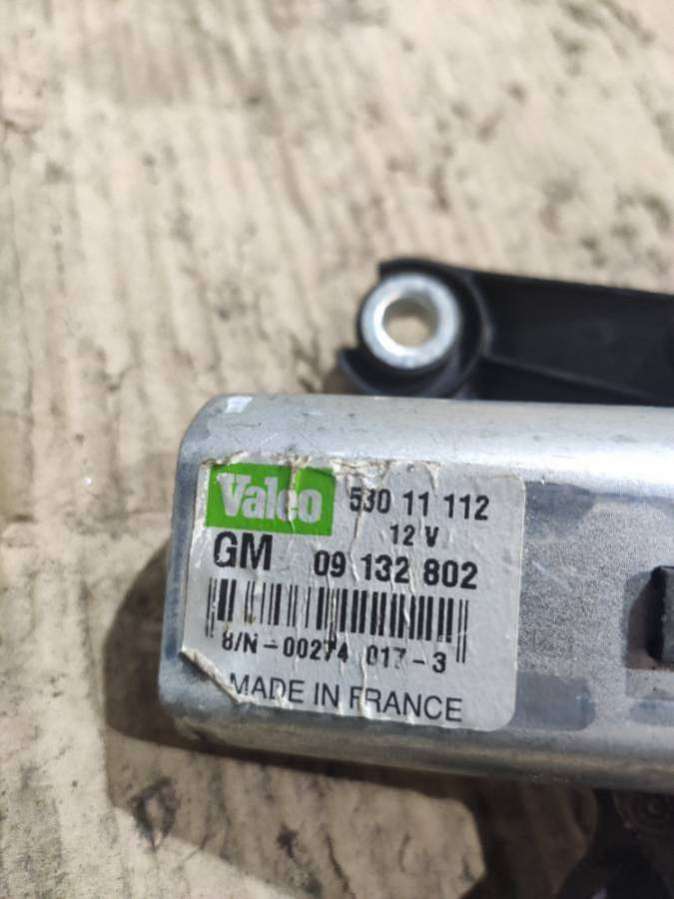 Valeo 530 11 112
12 V
GM 09 132 802
S/N-00274 017-3
MADE IN FRANCE